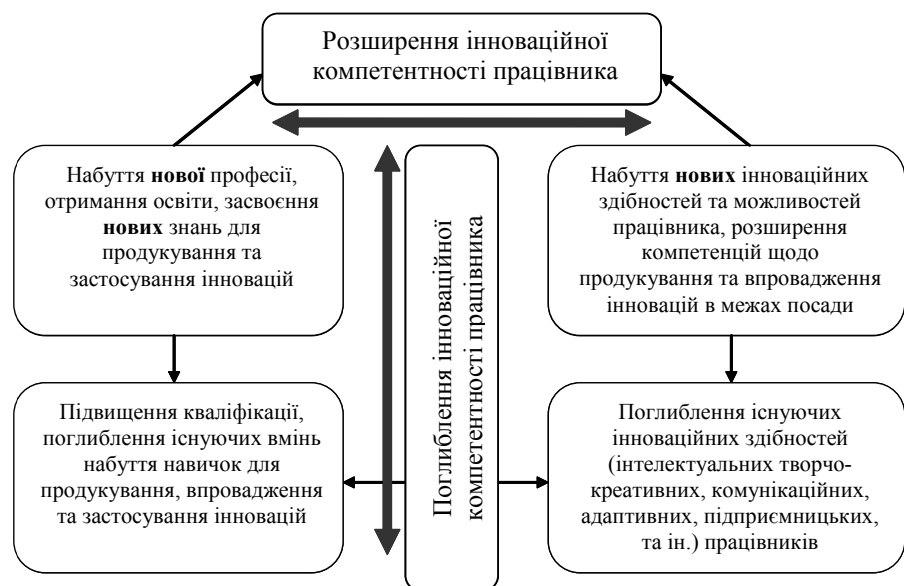 Розширення інноваційної
компетентності працівника
Набуття нової професії,
отримання освіти, засвоєння
нових знань для
продукування та
застосування інновацій
Поглиблення інноваційної
компетентності працівника
Набуття нових інноваційних
здібностей та можливостей
працівника, розширення
компетенцій щодо
продукування та впровадження
інновацій в межах посади
Підвищення кваліфікації,
поглиблення існуючих вмінь
набуття навичок для
продукування, впровадження
та застосування інновацій
Поглиблення існуючих
інноваційних здібностей
(інтелектуальних творчо-
креативних, комунікаційних,
адаптивних, підприємницьких,
та ін.) працівників